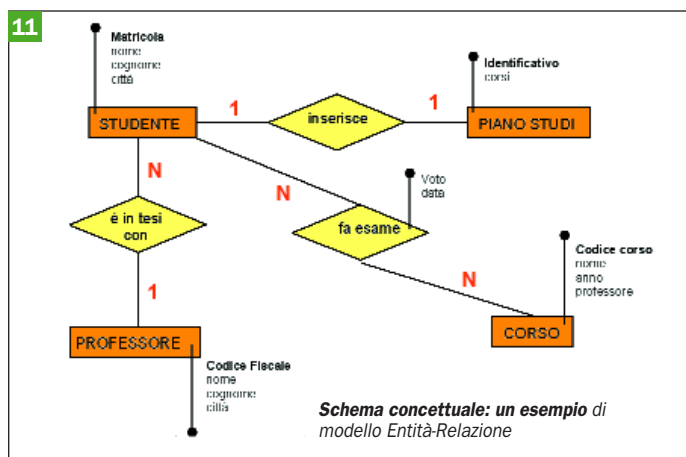 11
Matricola
nome
cognome
città
Identificativo
corsi
STUDENTE
1
inserisce
1
PIANO STUDI
N
N
Voto
data
è in tesi
con
fa esame
Codice corso
nome
anno
professore
1
N
PROFESSORE
CORSO
Codice Fiscale
nome
cognome
città
Schema concettuale: un esempio di
modello Entità-Relazione